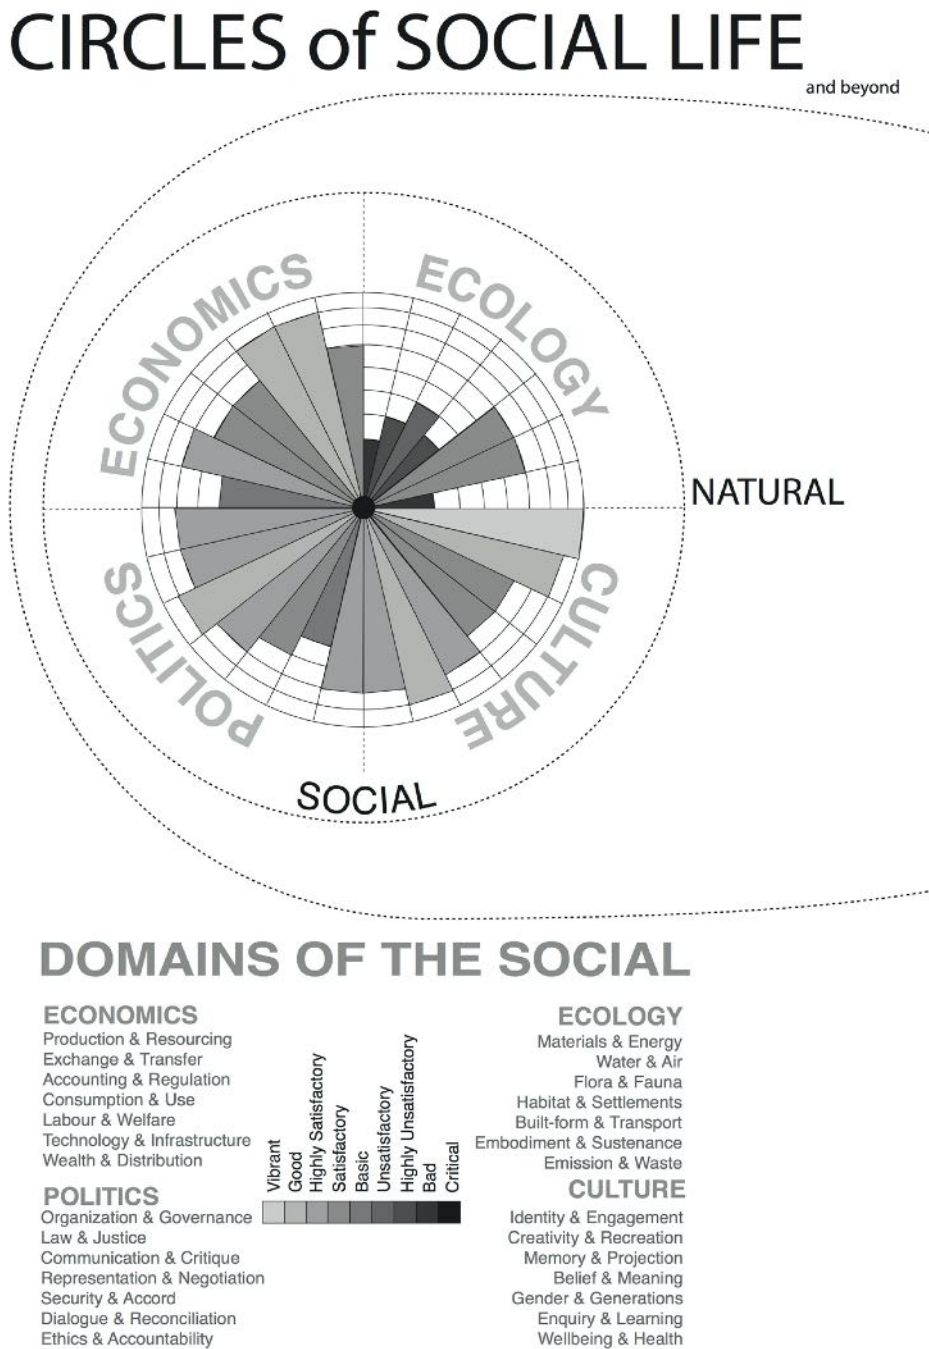 CIRCLES of SOCIAL LIFE
and beyond
ECONOMICS
ECOLOGY
NATURAL
POLITICS
CULTURE
SOCIAL
DOMAINS OF THE SOCIAL
ECONOMICS
Production & Resourcing
Exchange & Transfer
Accounting & Regulation
Consumption & Use
Labour & Welfare
Technology & Infrastructure
Wealth & Distribution
POLITICS
Organization & Governance
Law & Justice
Communication & Critique
Representation & Negotiation
Security & Accord
Dialogue & Reconciliation
Ethics & Accountability
Vibrant
Good
Highly Satisfactory
Satisfactory
Basic
Unsatisfactory
Highly Unsatisfactory
Bad
Critical
ECOLOGY
Materials & Energy
Water & Air
Flora & Fauna
Habitat & Settlements
Built-form & Transport
Embodiment & Sustenance
Emission & Waste
CULTURE
Identity & Engagement
Creativity & Recreation
Memory & Projection
Belief & Meaning
Gender & Generations
Enquiry & Learning
Wellbeing & Health